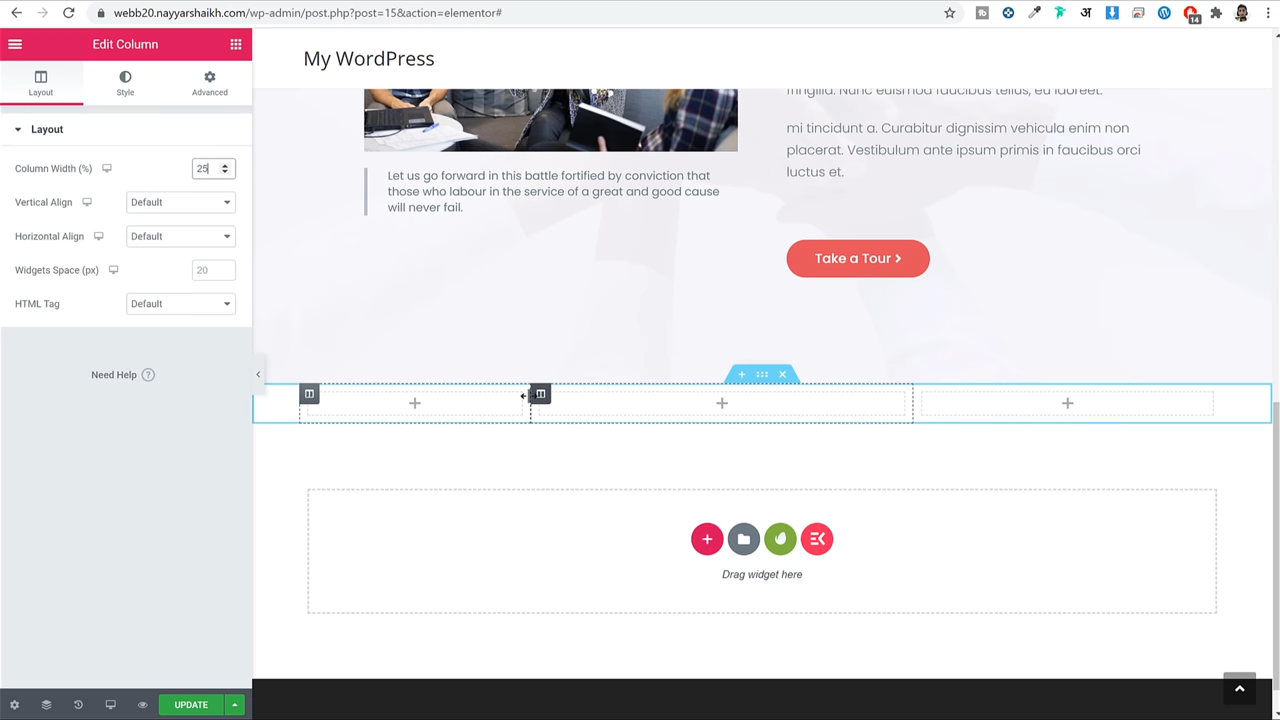 webb20.nayyarshaikh.com/wp-admin/post.php?post=15&action=elementor#
अ
14
Edit Column
Layout
Style
Advanced
Layout
Column Width (%)
25
Vertical Align
Default
Horizontal Align
Default
Widgets Space (px)
20
HTML Tag
Default
Need Help ?
UPDATE
My WordPress
fringilla. Nunc euismod faucibus tellus, eu laoreet.
mi tincidunt a. Curabitur dignissim vehicula enim non
placerat. Vestibulum ante ipsum primis in faucibus orci
luctus et.
Let us go forward in this battle fortified by conviction that
those who labour in the service of a great and good cause
will never fail.
Take a Tour
Drag widget here